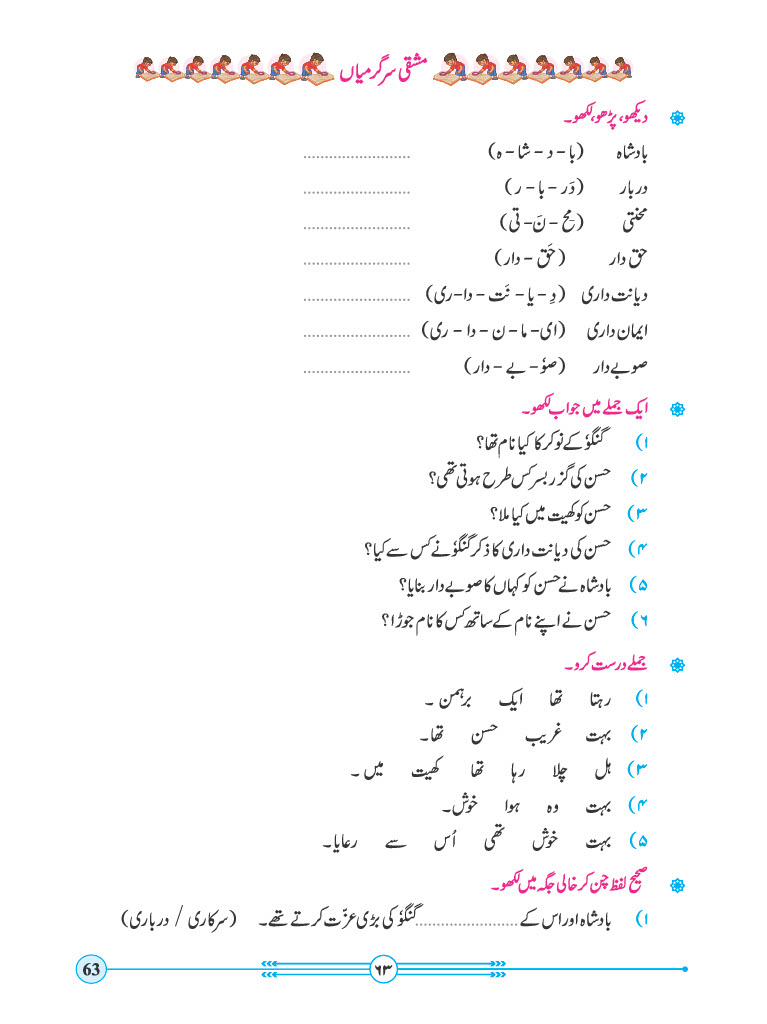 مشقی سرگرمیاں
دیکھو، پڑھو، لکھو۔
بادشاہ (با - د - شا - ہ) .........................
دربار (دَر - با - ر) .........................
محنتی (مِح - نَ - تی) .........................
حق دار (حَق - دار) .........................
دیانت داری (دِ - یا - نَت - دا - ری) .........................
ایمان داری (ای - ما - ن - دا - ری) .........................
صوبے دار (صوٗ - بے - دار) .........................
ایک جملے میں جواب لکھو۔
۱) گنگوٗ کے نوکر کا کیا نام تھا؟
۲) حسن کی گزر بسر کس طرح ہوتی تھی؟
۳) حسن کو کھیت میں کیا ملا؟
۴) حسن کی دیانت داری کا ذکر گنگوٗ نے کس سے کیا؟
۵) بادشاہ نے حسن کو کہاں کا صوبے دار بنایا؟
۶) حسن نے اپنے نام کے ساتھ کس کا نام جوڑا؟
جملے درست کرو۔
۱) رہتا تھا ایک برہمن ۔
۲) بہت غریب حسن تھا۔
۳) ہل چلا رہا تھا کھیت میں ۔
۴) بہت وہ ہوا خوش۔
۵) بہت خوش تھی اُس سے رعایا۔
صحیح لفظ چن کر خالی جگہ میں لکھو۔
۱) بادشاہ اور اس کے ........................ گنگوٗ کی بڑی عزّت کرتے تھے۔ (سرکاری / درباری)
63 ۶۳